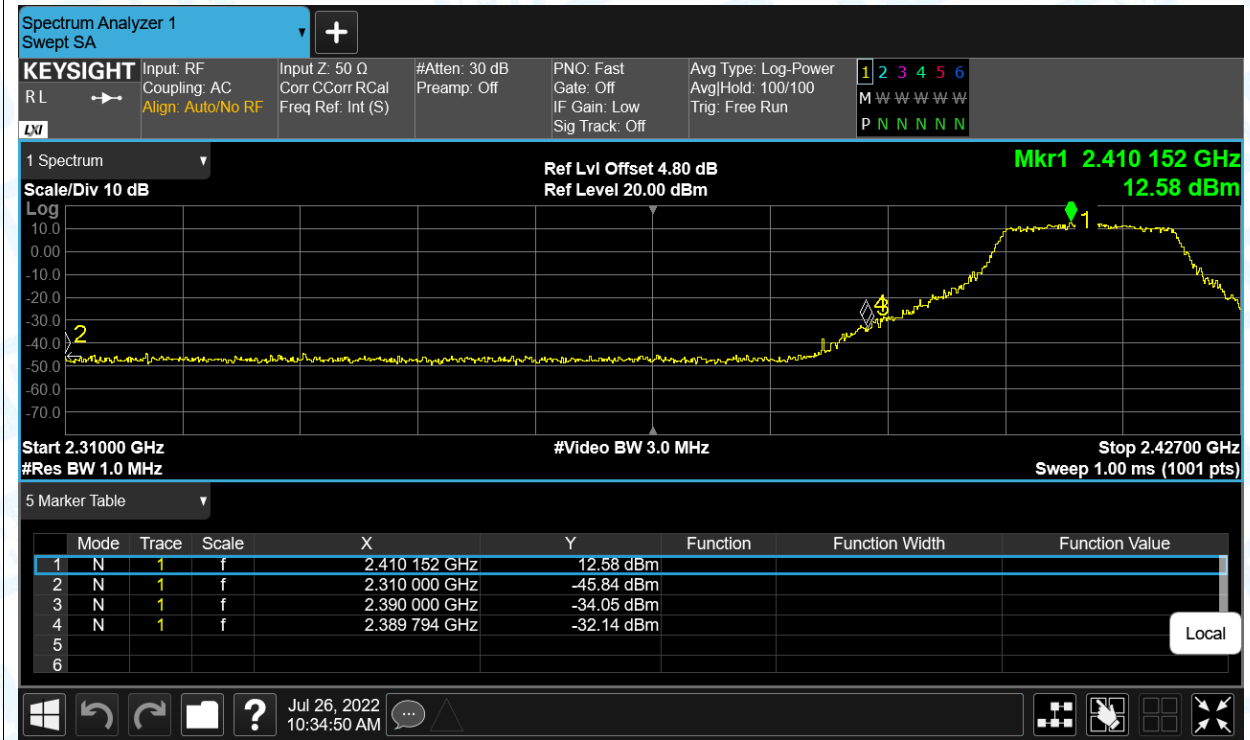 Spectrum Analyzer 1
Swept SA
+
KEYSIGHT Input: RF Input Z: 50 Ω #Atten: 30 dB PNO: Fast Avg Type: Log-Power 1 2 3 4 5 6
R L Coupling: AC Corr CCorr RCal Preamp: Off Gate: Off Avg|Hold: 100/100 M W W W W W W
Align: Auto/No RF Freq Ref: Int (S) IF Gain: Low Trig: Free Run
LXI Sig Track: Off P N N N N N N
1 Spectrum Ref Lvl Offset 4.80 dB Mkr1 2.410 152 GHz
Scale/Div 10 dB Ref Level 20.00 dBm 12.58 dBm
Log
10.0
0.00
-10.0
-20.0
-30.0
-40.0
-50.0
-60.0
-70.0
1
2
Start 2.31000 GHz #Video BW 3.0 MHz Stop 2.42700 GHz
#Res BW 1.0 MHz Sweep 1.00 ms (1001 pts)
5 Marker Table
Mode Trace Scale X Y Function Function Width Function Value
1 N 1 f 2.410 152 GHz 12.58 dBm
2 N 1 f 2.310 000 GHz -45.84 dBm
3 N 1 f 2.390 000 GHz -34.05 dBm
4 N 1 f 2.389 794 GHz -32.14 dBm
5
6
Local
? Jul 26, 2022
10:34:50 AM